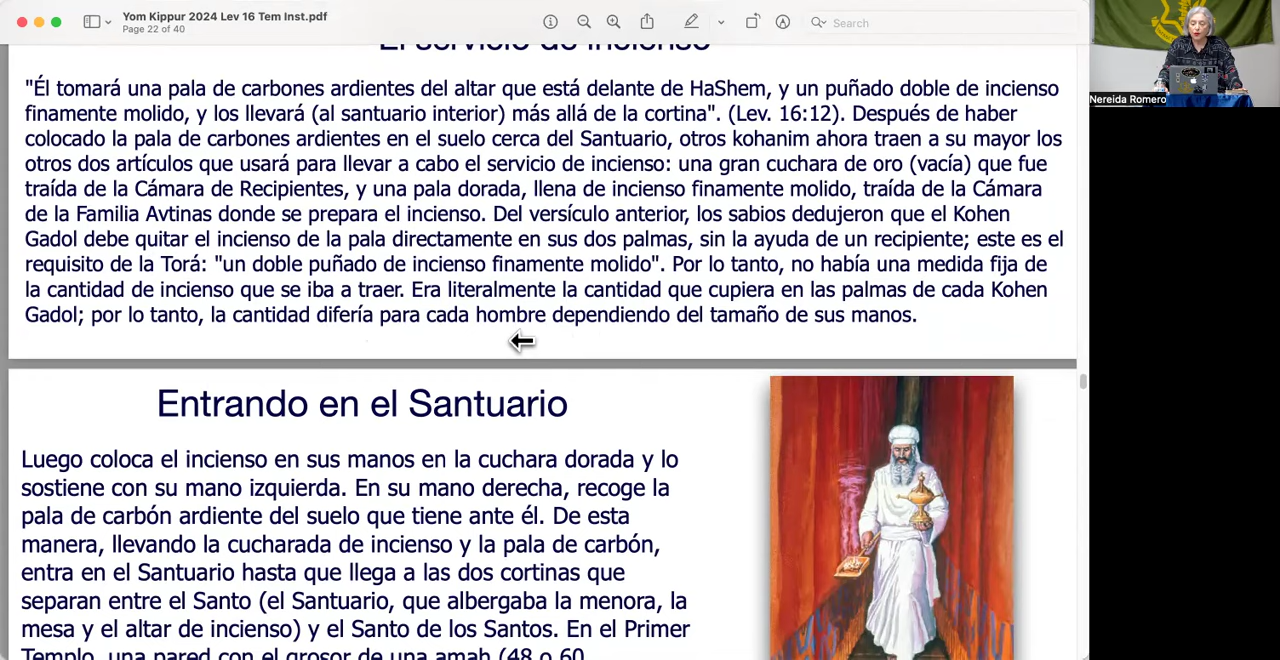 Yom Kippur 2024 Lev 16 Tem Inst.pdf
Page 22 of 40
Search
Nereida Romero
El servicio de incienso
"Él tomará una pala de carbones ardientes del altar que está delante de HaShem, y un puñado doble de incienso
finamente molido, y los llevará (al santuario interior) más allá de la cortina". (Lev. 16:12). Después de haber
colocado la pala de carbones ardientes en el suelo cerca del Santuario, otros kohanim ahora traen a su mayor los
otros dos artículos que usará para llevar a cabo el servicio de incienso: una gran cuchara de oro (vacía) que fue
traída de la Cámara de Recipientes, y una pala dorada, llena de incienso finamente molido, traída de la Cámara
de la Familia Avtinas donde se prepara el incienso. Del versículo anterior, los sabios dedujeron que el Kohen
Gadol debe quitar el incienso de la pala directamente en sus dos palmas, sin la ayuda de un recipiente; este es el
requisito de la Torá: "un doble puñado de incienso finamente molido". Por lo tanto, no había una medida fija de
la cantidad de incienso que se iba a traer. Era literalmente la cantidad que cupiera en las palmas de cada Kohen
Gadol; por lo tanto, la cantidad difería para cada hombre dependiendo del tamaño de sus manos.
Entrando en el Santuario
Luego coloca el incienso en sus manos en la cuchara dorada y lo
sostiene con su mano izquierda. En su mano derecha, recoge la
pala de carbón ardiente del suelo que tiene ante él. De esta
manera, llevando la cucharada de incienso y la pala de carbón,
entra en el Santuario hasta que llega a las dos cortinas que
separan entre el Santo (el Santuario, que albergaba la menora, la
mesa y el altar de incienso) y el Santo de los Santos. En el Primer
Templo, una pared con el grosor de una amah (48 o 60